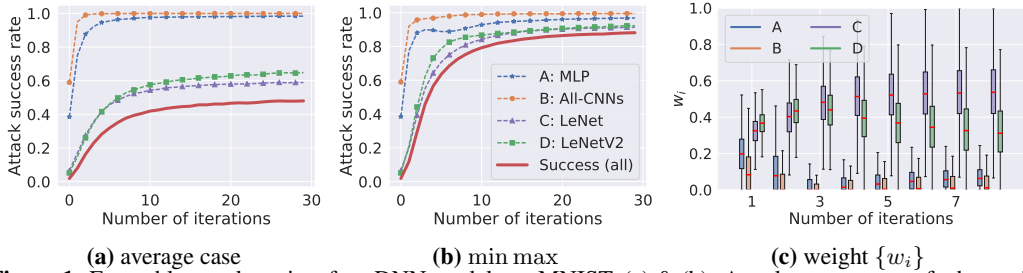 Attack success rate
1.0
0.8
0.6
0.4
0.2
0.0
0 10 20 30
Number of iterations
(a) average case
Attack success rate
1.0
0.8
0.6
0.4
0.2
0.0
A: MLP
B: All-CNNs
C: LeNet
D: LeNetV2
Success (all)
0 10 20 30
Number of iterations
(b) min max
w_i
1.0
0.8
0.6
0.4
0.2
0.0
A C
B D
1 3 5 7
Number of iterations
(c) weight {w_i}